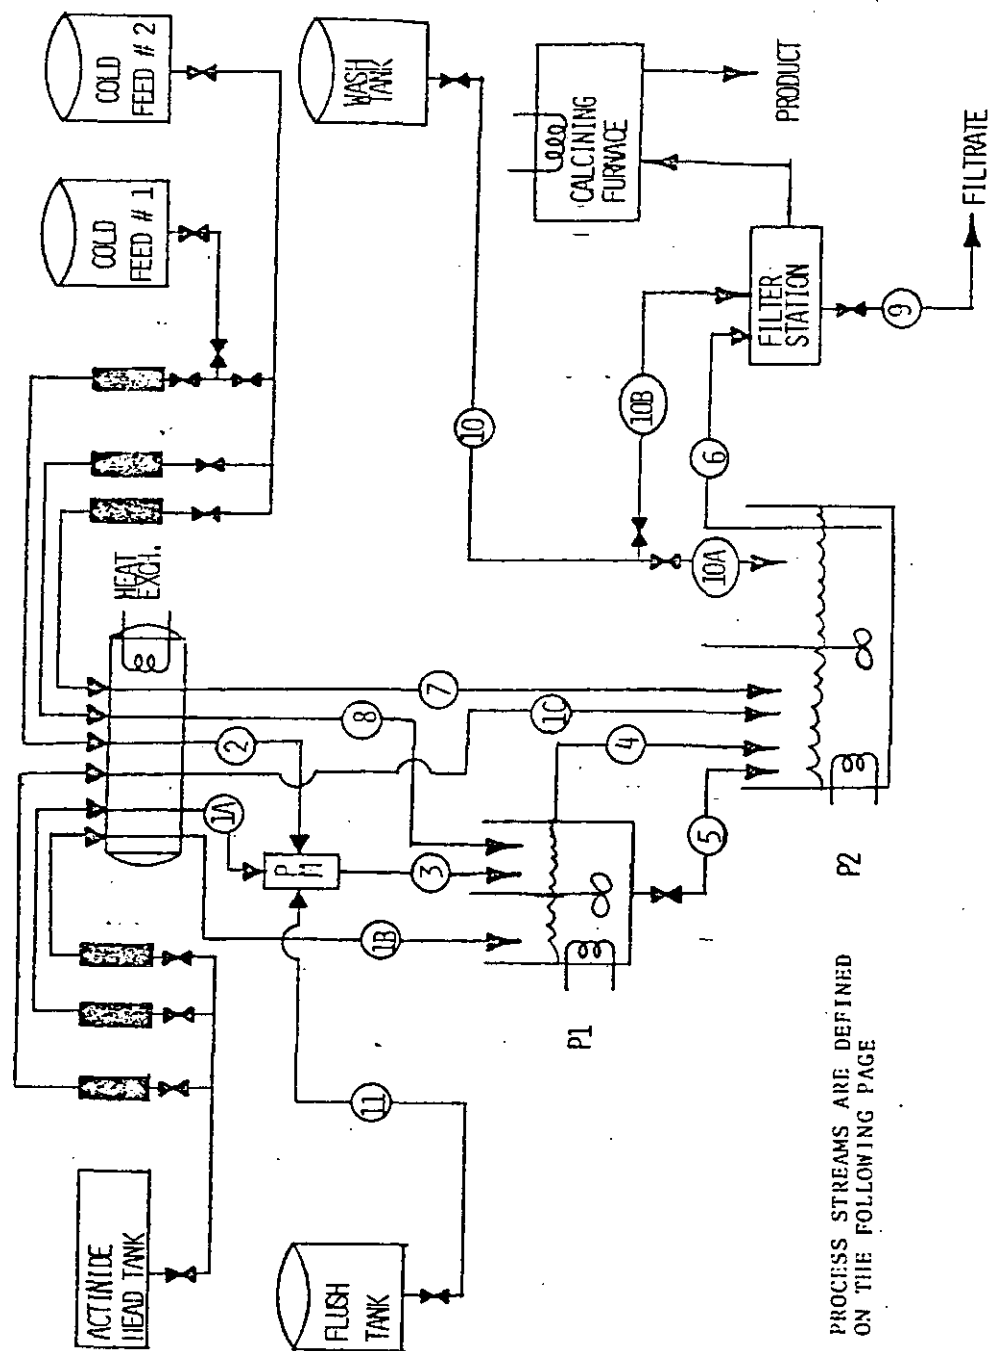 ACTINIDE
HEAD TANK
FLUSH
TANK
COLD
FEED # 1
COLD
FEED # 2
WASH
TANK
HEAT
EXCH.
CALCINING
FURNACE
PRODUCT
FILTER
STATION
FILTRATE
PM
P1
P2
1A
1B
1C
2
3
4
5
6
7
8
9
10
10A
10B
11
PROCESS STREAMS ARE DEFINED
ON THE FOLLOWING PAGE